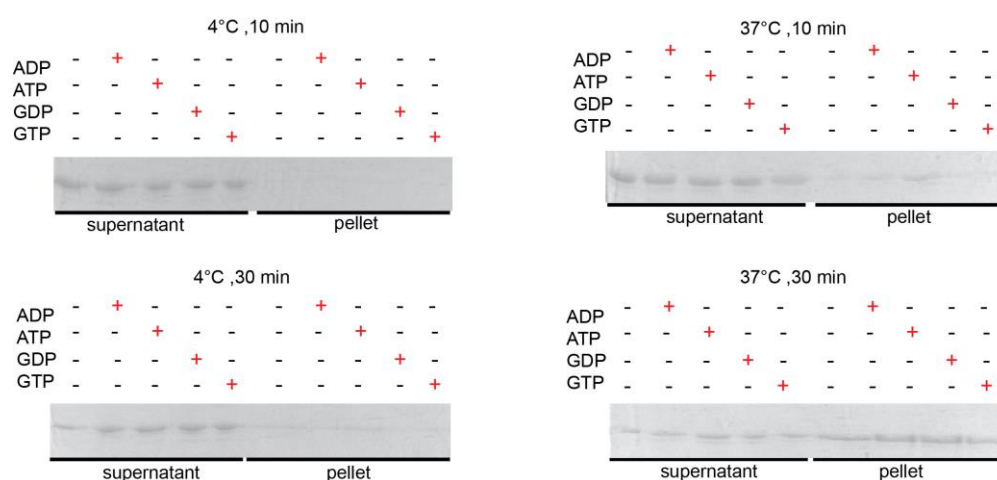 4°C ,10 min
ADP - + - - - - + - - -
ATP - - + - - - - + - -
GDP - - - + - - - - + -
GTP - - - - + - - - - +
supernatant pellet
37°C ,10 min
ADP - + - - - - + - - -
ATP - - + - - - - + - -
GDP - - - + - - - - + -
GTP - - - - + - - - - +
supernatant pellet
4°C ,30 min
ADP - + - - - - + - - -
ATP - - + - - - - + - -
GDP - - - + - - - - + -
GTP - - - - + - - - - +
supernatant pellet
37°C ,30 min
ADP - + - - - - + - - -
ATP - - + - - - - + - -
GDP - - - + - - - - + -
GTP - - - - + - - - - +
supernatant pellet